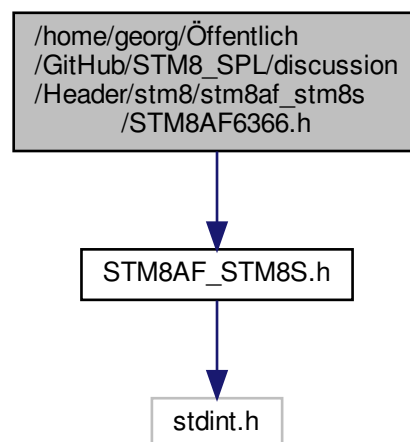 /home/georg/Öffentlich
/GitHub/STM8_SPL/discussion
/Header/stm8/stm8af_stm8s
/STM8AF6366.h
STM8AF_STM8S.h
stdint.h